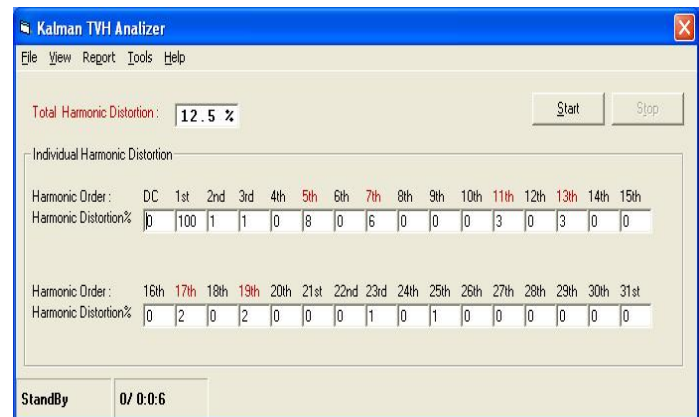 Kalman TVH Analizer
File View Report Tools Help
Total Harmonic Distortion : 12.5 % Start Stop
Individual Harmonic Distortion
Harmonic Order : DC 1st 2nd 3rd 4th 5th 6th 7th 8th 9th 10th 11th 12th 13th 14th 15th
Harmonic Distortion% 0 100 1 1 0 8 0 6 0 0 0 3 0 3 0 0
Harmonic Order : 16th 17th 18th 19th 20th 21st 22nd 23rd 24th 25th 26th 27th 28th 29th 30th 31st
Harmonic Distortion% 0 2 0 2 0 0 0 1 0 1 0 0 0 0 0 0
StandBy 0/ 0:0:6